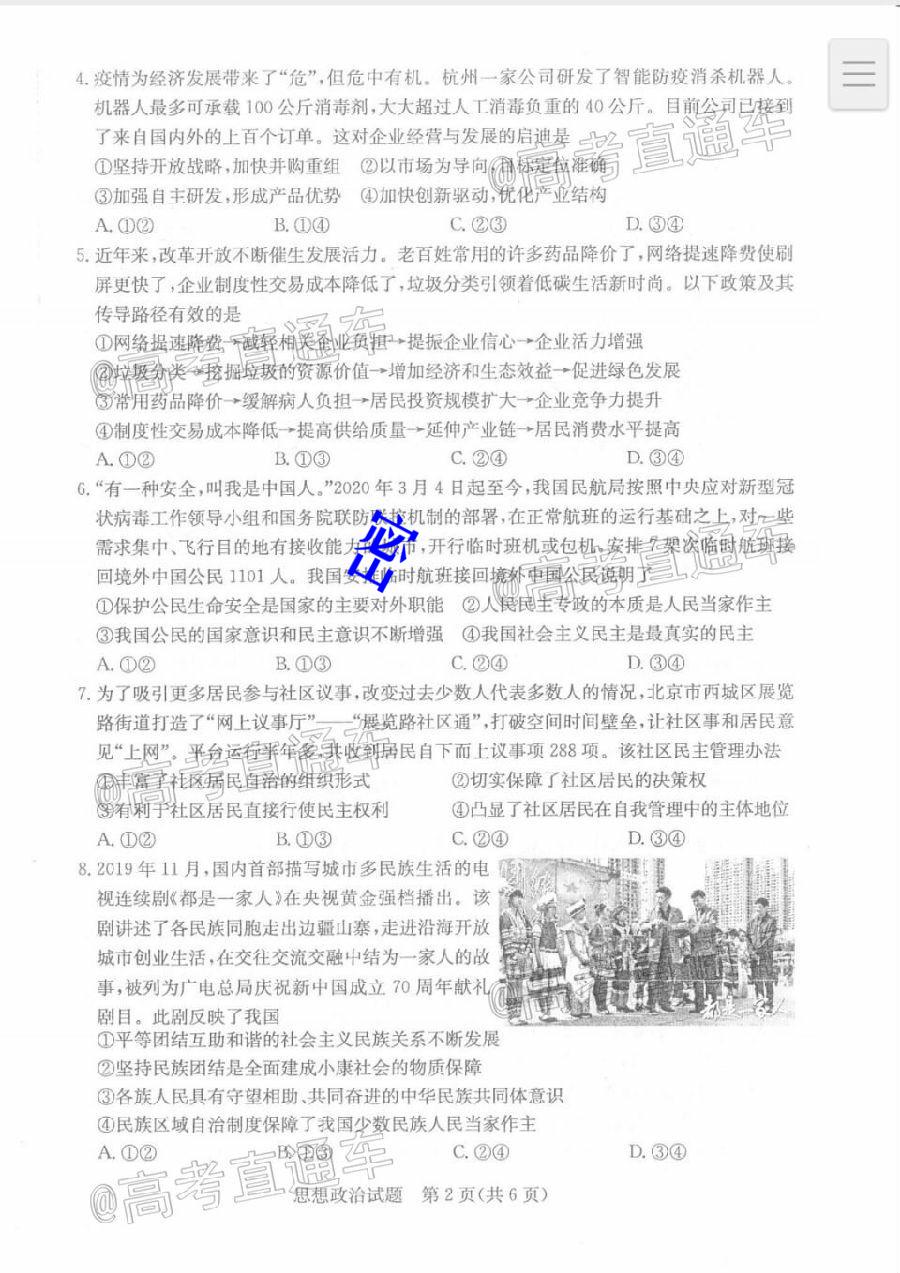 4. 疫情为经济发展带来了“危”,但危中有机。杭州一家公司研发了智能防疫消杀机器人。
机器人最多可承载 100 公斤消毒剂,大大超过人工消毒负重的 40 公斤。目前公司已接到
了来自国内外的上百个订单。这对企业经营与发展的启迪是
①坚持开放战略,加快并购重组 ②以市场为导向,目标定位准确
③加强自主研发,形成产品优势 ④加快创新驱动,优化产业结构
A. ①② B. ①④ C. ②③ D. ③④
5. 近年来,改革开放不断催生发展活力。老百姓常用的许多药品降价了,网络提速降费使刷
屏更快了,企业制度性交易成本降低了,垃圾分类引领着低碳生活新时尚。以下政策及其
传导路径有效的是
①网络提速降费→减轻相关企业负担→提振企业信心→企业活力增强
②垃圾分类→挖掘垃圾的资源价值→增加经济和生态效益→促进绿色发展
③常用药品降价→缓解病人负担→居民投资规模扩大→企业竞争力提升
④制度性交易成本降低→提高供给质量→延伸产业链→居民消费水平提高
A. ①② B. ①③ C. ②④ D. ③④
6. “有一种安全,叫我是中国人。”2020 年 3 月 4 日起至今,我国民航局按照中央应对新型冠
状病毒工作领导小组和国务院联防联控机制的部署,在正常航班的运行基础之上,对一些
需求集中、飞行目的地有接收能力的城市,开行临时班机或包机、安排 7 架次临时航班接
回境外中国公民 1101 人。我国安排临时航班接回境外中国公民说明了
①保护公民生命安全是国家的主要对外职能 ②人民民主专政的本质是人民当家作主
③我国公民的国家意识和民主意识不断增强 ④我国社会主义民主是最真实的民主
A. ①② B. ①③ C. ②④ D. ③④
密
7. 为了吸引更多居民参与社区议事,改变过去少数人代表多数人的情况,北京市西城区展览
路街道打造了“网上议事厅”——“展览路社区通”,打破空间时间壁垒,让社区事和居民意
见“上网”。平台运行半年多,共收到居民自下而上议事项 288 项。该社区民主管理办法
①丰富了社区居民自治的组织形式 ②切实保障了社区居民的决策权
③有利于社区居民直接行使民主权利 ④凸显了社区居民在自我管理中的主体地位
A. ①② B. ①③ C. ②④ D. ③④
8. 2019 年 11 月,国内首部描写城市多民族生活的电
视连续剧《都是一家人》在央视黄金强档播出。该
剧讲述了各民族同胞走出边疆山寨,走进沿海开放
城市创业生活,在交往交流交融中结为一家人的故
事,被列为广电总局庆祝新中国成立 70 周年献礼
剧目。此剧反映了我国
都是一家人
①平等团结互助和谐的社会主义民族关系不断发展
②坚持民族团结是全面建成小康社会的物质保障
③各族人民具有守望相助、共同奋进的中华民族共同体意识
④民族区域自治制度保障了我国少数民族人民当家作主
A. ①② B. ①③ C. ②④ D. ③④
思想政治试题 第 2 页(共 6 页)
@高考直通车
@高考直通车
@高考直通车
@高考直通车
@高考直通车
@高考直通车